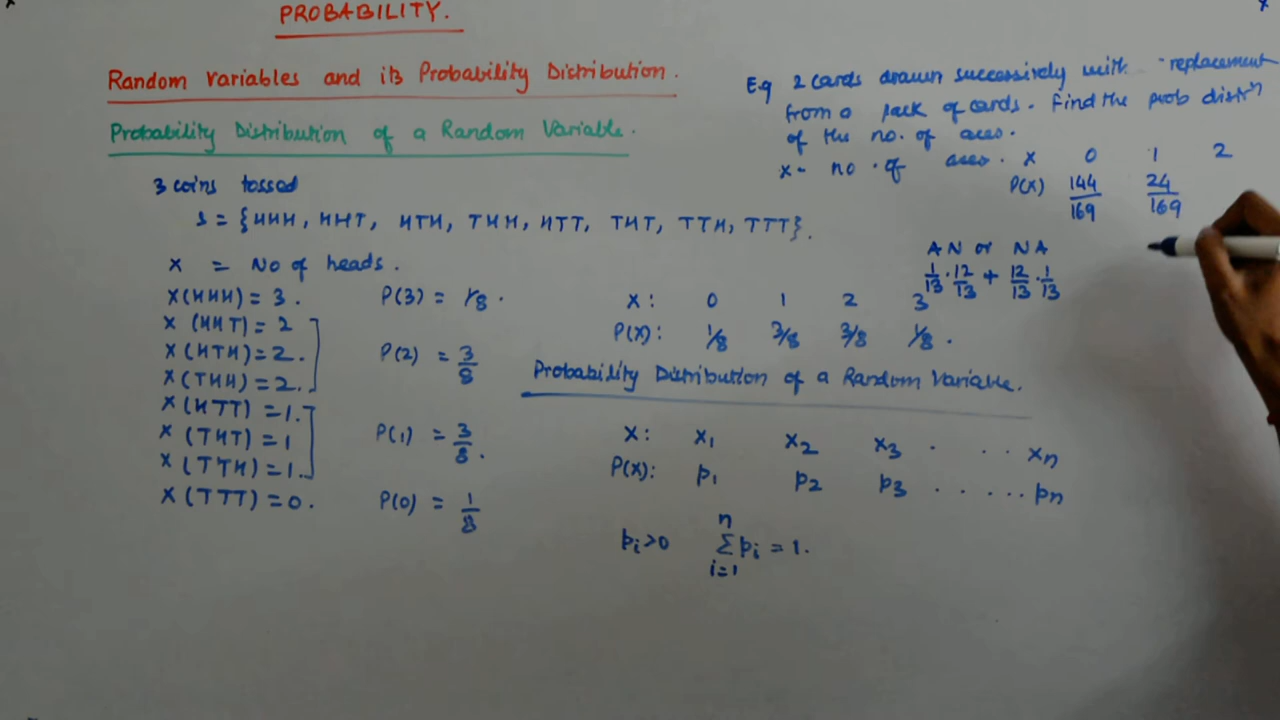 PROBABILITY.
Random variables and its Probability Distribution.
Probability Distribution of a Random Variable.
3 coins tossed
S = {HHH, HHT, HTH, THH, HTT, THT, TTH, TTT}.
X = No of heads.
X(HHH) = 3. P(3) = 1/8.
X (HHT) = 2
X (HTH) = 2. P(2) = 3/8
X (THH) = 2.
X (HTT) = 1.
X (THT) = 1 P(1) = 3/8.
X (TTH) = 1.
X (TTT) = 0. P(0) = 1/8
Eg 2 cards drawn successively with replacement
from a pack of cards. Find the prob distrn
of the no. of aces.
X = no. of aces.
X 0 1 2
P(X) 144/169 24/169
AN or NA
1/13 . 12/13 + 12/13 . 1/13
X: 0 1 2 3
P(X): 1/8 3/8 3/8 1/8.
Probability Distribution of a Random Variable.
X: x1 x2 x3 . . . xn
P(X): p1 p2 p3 . . . . . pn
pi>0 n∑i=1 pi = 1.